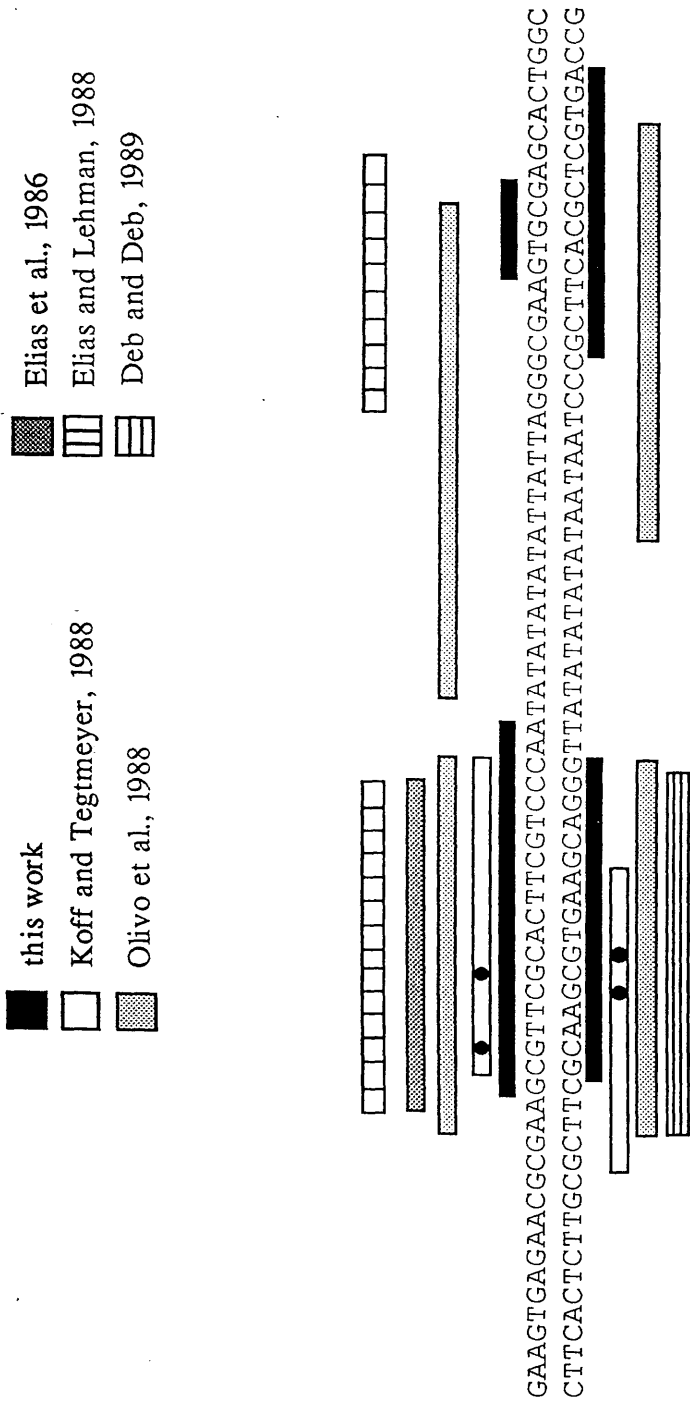 this work
Koff and Tegtmeyer, 1988
Olivo et al., 1988
Elias et al., 1986
Elias and Lehman, 1988
Deb and Deb, 1989
GAAGTGAGAACGCGAAGCGTTCGCACTTCGTCCCAATATATATATATTATTAGGGCGAAGTGCGAGCACTGGC
CTTCACTCTTGCGCTTCGCAAGCGTGAAGCAGGGTTATATATATATAATAATCCCGCTTCACGCTCGTGACCG